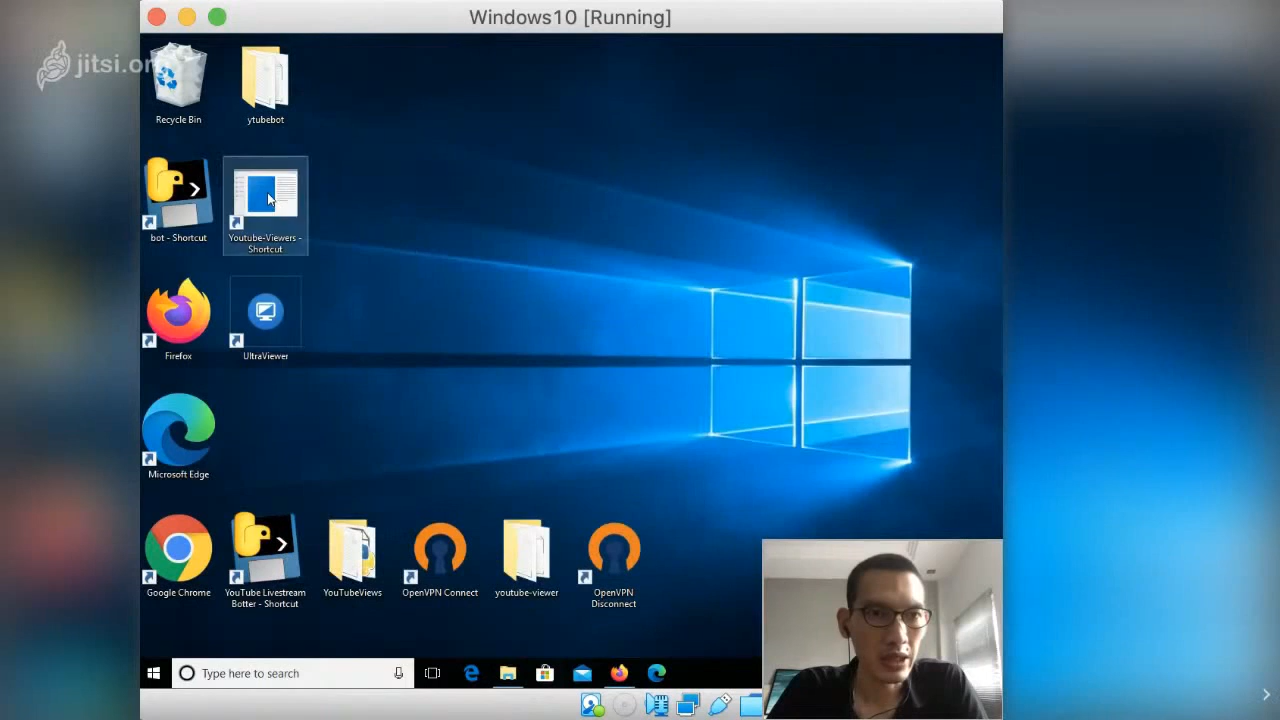 Windows10 [Running]
jitsi.org
Recycle Bin
ytubebot
bot - Shortcut
Youtube-Viewers -
Shortcut
Firefox
UltraViewer
Microsoft Edge
Google Chrome
YouTube Livestream
Botter - Shortcut
YouTubeViews
OpenVPN Connect
youtube-viewer
OpenVPN
Disconnect
Type here to search